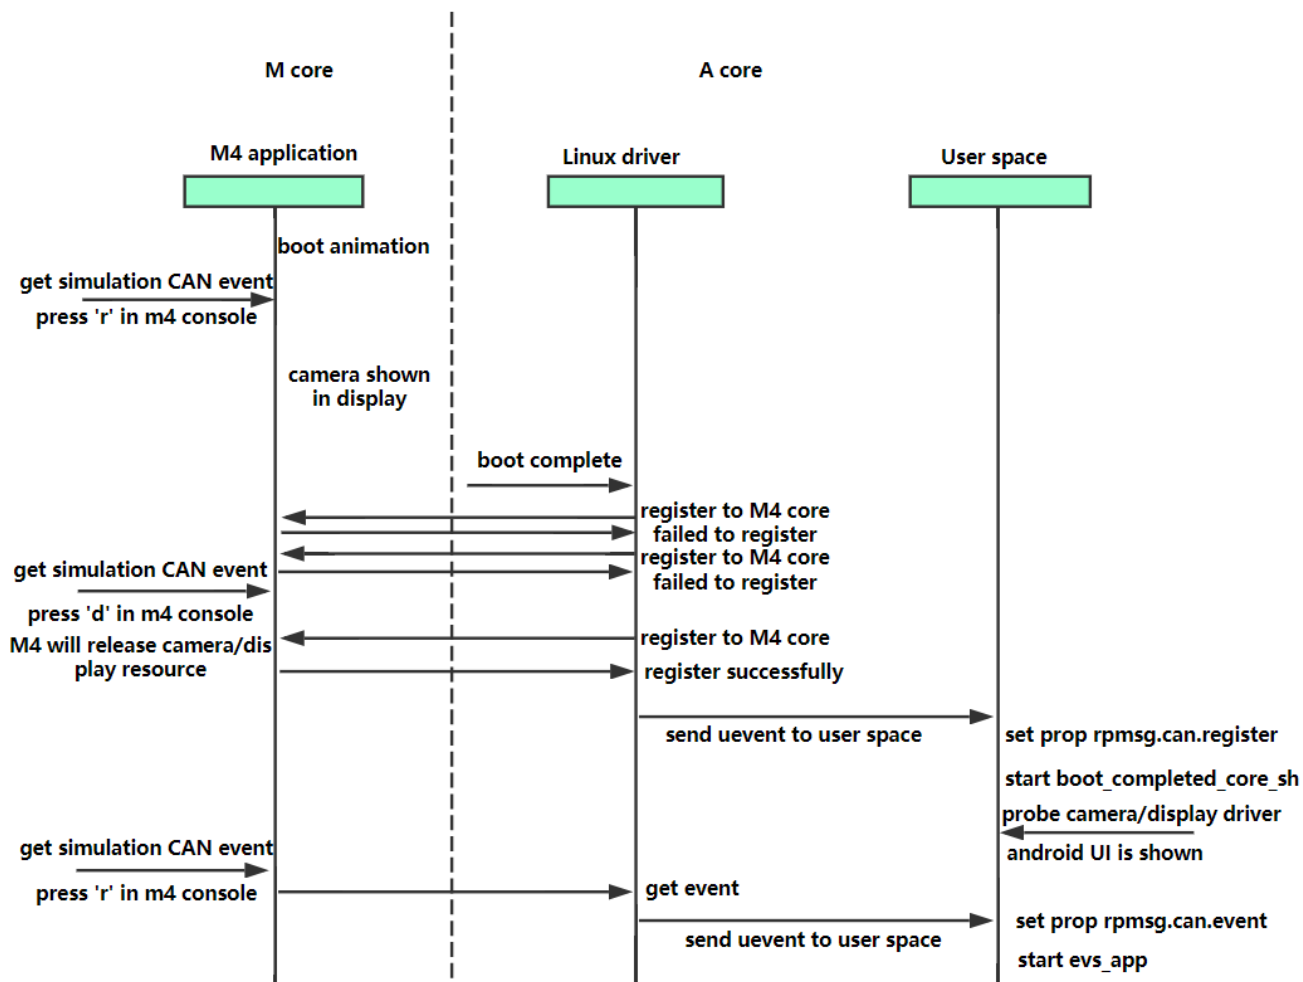 M core
A core
M4 application
Linux driver
User space
boot animation
get simulation CAN event
press 'r' in m4 console
camera shown
in display
boot complete
register to M4 core
failed to register
register to M4 core
get simulation CAN event
failed to register
press 'd' in m4 console
register to M4 core
M4 will release camera/dis
play resource
register successfully
send uevent to user space
set prop rpmsg.can.register
start boot_completed_core_sh
probe camera/display driver
get simulation CAN event
android UI is shown
press 'r' in m4 console
get event
set prop rpmsg.can.event
send uevent to user space
start evs_app